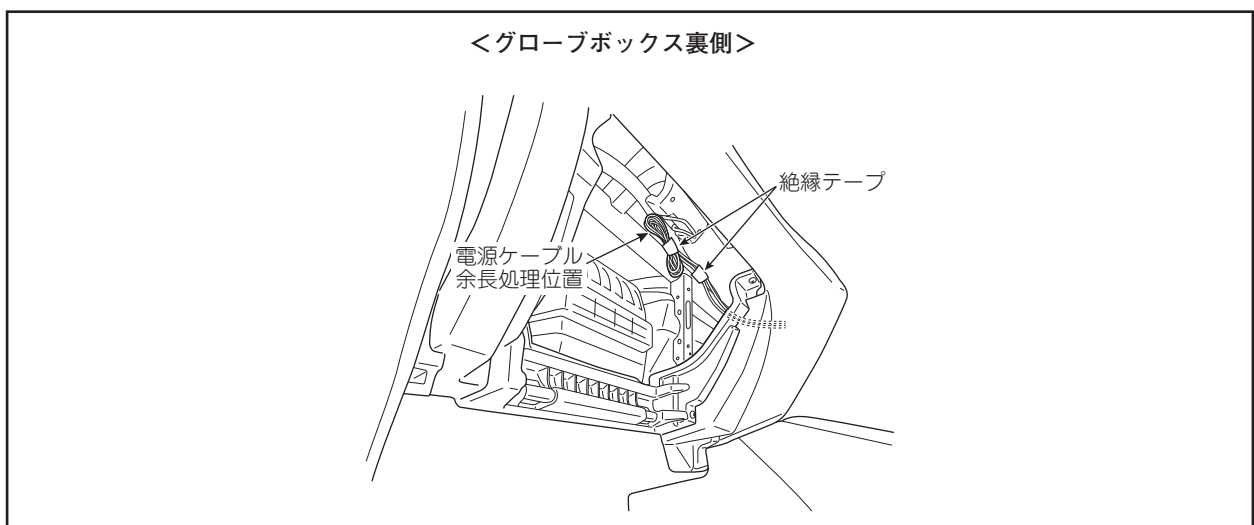 ＜グローブボックス裏側＞
絶縁テープ
電源ケーブル
余長処理位置